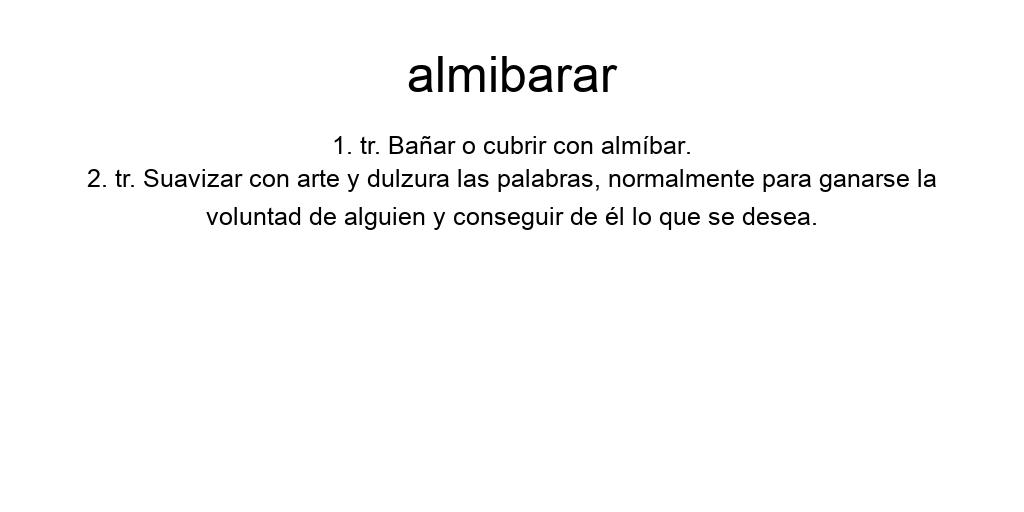 almibarar
1. tr. Bañar o cubrir con almíbar.
2. tr. Suavizar con arte y dulzura las palabras, normalmente para ganarse la
voluntad de alguien y conseguir de él lo que se desea.